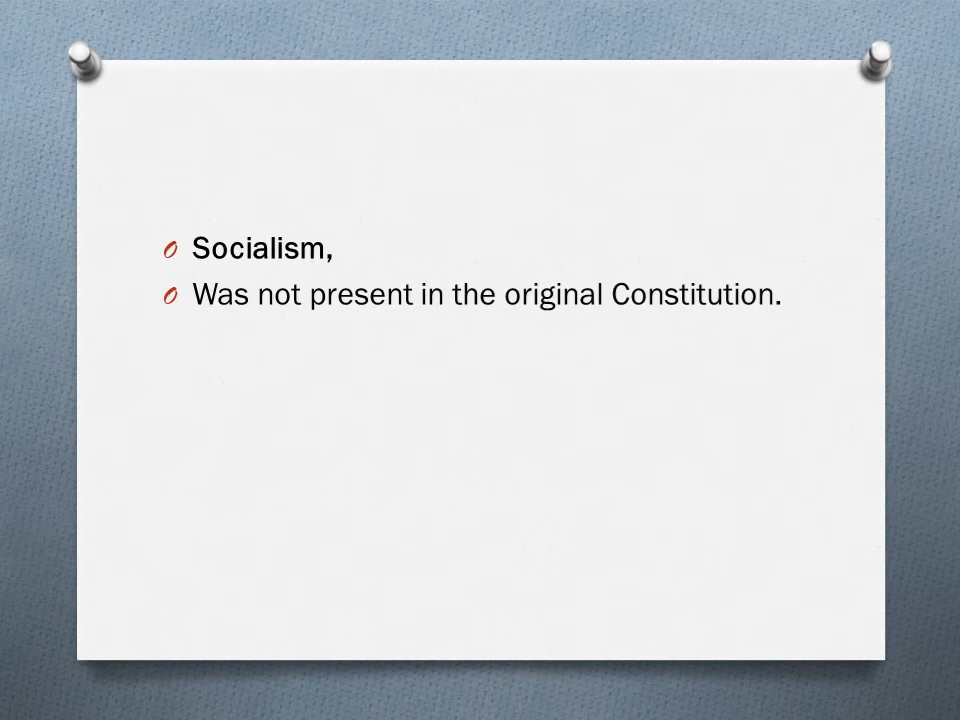 Socialism,
Was not present in the original Constitution.